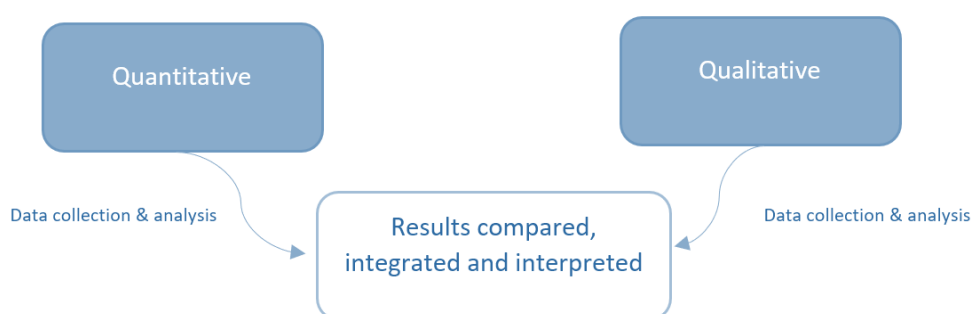 Quantitative
Qualitative
Data collection & analysis
Data collection & analysis
Results compared,
integrated and interpreted